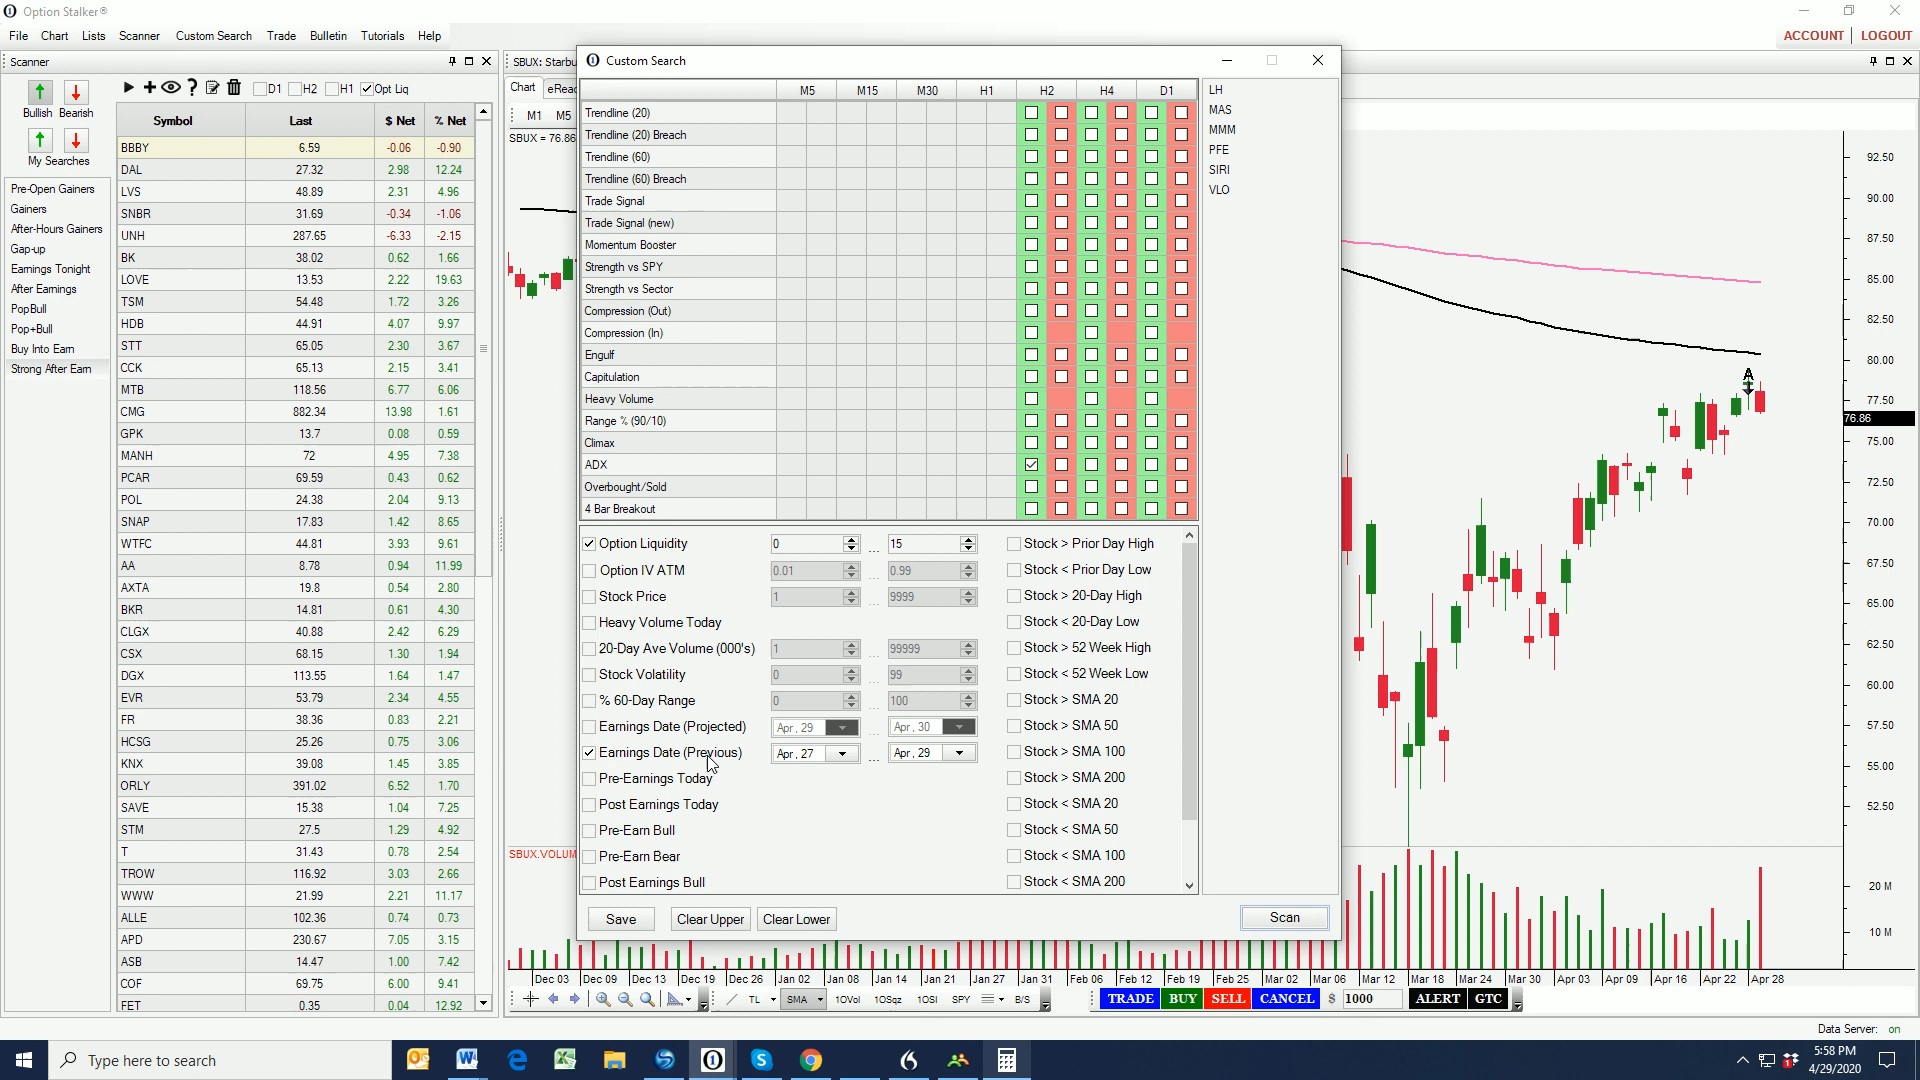 Option Stalker®
File Chart Lists Scanner Custom Search Trade Bulletin Tutorials Help
ACCOUNT LOGOUT
Scanner
Bullish Bearish
My Searches
Pre-Open Gainers
Gainers
After-Hours Gainers
Gap-up
Earnings Tonight
After Earnings
PopBull
Pop+Bull
Buy Into Earn
Strong After Earn
D1 H2 H1 Opt Liq
Symbol Last $ Net % Net
BBBY 6.59 -0.06 -0.90
DAL 27.32 2.98 12.24
LVS 48.89 2.31 4.96
SNBR 31.69 -0.34 -1.06
UNH 287.65 -6.33 -2.15
BK 38.02 0.62 1.66
LOVE 13.53 2.22 19.63
TSM 54.48 1.72 3.26
HDB 44.91 4.07 9.97
STT 65.05 2.30 3.67
CCK 65.13 2.15 3.41
MTB 118.56 6.77 6.06
CMG 882.34 13.98 1.61
GPK 13.7 0.08 0.59
MANH 72 4.95 7.38
PCAR 69.59 0.43 0.62
POL 24.38 2.04 9.13
SNAP 17.83 1.42 8.65
WTFC 44.81 3.93 9.61
AA 8.78 0.94 11.99
AXTA 19.8 0.54 2.80
BKR 14.81 0.61 4.30
CLGX 40.88 2.42 6.29
CSX 68.15 1.30 1.94
DGX 113.55 1.64 1.47
EVR 53.79 2.34 4.55
FR 38.36 0.83 2.21
HCSG 25.26 0.75 3.06
KNX 39.08 1.45 3.85
ORLY 391.02 6.52 1.70
SAVE 15.38 1.04 7.25
STM 27.5 1.29 4.92
T 31.43 0.78 2.54
TROW 116.92 3.03 2.66
WWW 21.99 2.21 11.17
ALLE 102.36 0.74 0.73
APD 230.67 7.05 3.15
ASB 14.47 1.00 7.42
COF 69.75 6.00 9.41
FET 0.35 0.04 12.92
SBUX: Starbu
Chart eReac
M1 M5
SBUX = 76.86
SBUX.VOLUM
Custom Search
M5 M15 M30 H1 H2 H4 D1
Trendline (20)
Trendline (20) Breach
Trendline (60)
Trendline (60) Breach
Trade Signal
Trade Signal (new)
Momentum Booster
Strength vs SPY
Strength vs Sector
Compression (Out)
Compression (In)
Engulf
Capitulation
Heavy Volume
Range % (90/10)
Climax
ADX
Overbought/Sold
4 Bar Breakout
LH
MAS
MMM
PFE
SIRI
VLO
Option Liquidity 0 ... 15 Stock > Prior Day High
Option IV ATM 0.01 ... 0.99 Stock < Prior Day Low
Stock Price 1 ... 9999 Stock > 20-Day High
Heavy Volume Today Stock < 20-Day Low
20-Day Ave Volume (000's) 1 ... 99999 Stock > 52 Week High
Stock Volatility 0 ... 99 Stock < 52 Week Low
% 60-Day Range 0 ... 100 Stock > SMA 20
Earnings Date (Projected) Apr, 29 ... Apr, 30 Stock > SMA 50
Earnings Date (Previous) Apr, 27 ... Apr, 29 Stock > SMA 100
Pre-Earnings Today Stock > SMA 200
Post Earnings Today Stock < SMA 20
Pre-Earn Bull Stock < SMA 50
Pre-Earn Bear Stock < SMA 100
Post Earnings Bull Stock < SMA 200
Save Clear Upper Clear Lower Scan
A
92.50
90.00
87.50
85.00
82.50
80.00
77.50
76.86
75.00
72.50
70.00
67.50
65.00
62.50
60.00
57.50
55.00
52.50
20 M
10 M
Dec 03 Dec 09 Dec 13 Dec 19 Dec 26 Jan 02 Jan 08 Jan 14 Jan 21 Jan 27 Jan 31 Feb 06 Feb 12 Feb 19 Feb 25 Mar 02 Mar 06 Mar 12 Mar 18 Mar 24 Mar 30 Apr 03 Apr 09 Apr 16 Apr 22 Apr 28
TL SMA 1OVol 1OSqz 1OSI SPY B/S TRADE BUY SELL CANCEL $ 1000 ALERT GTC
Data Server: on
Type here to search
5:58 PM
4/29/2020